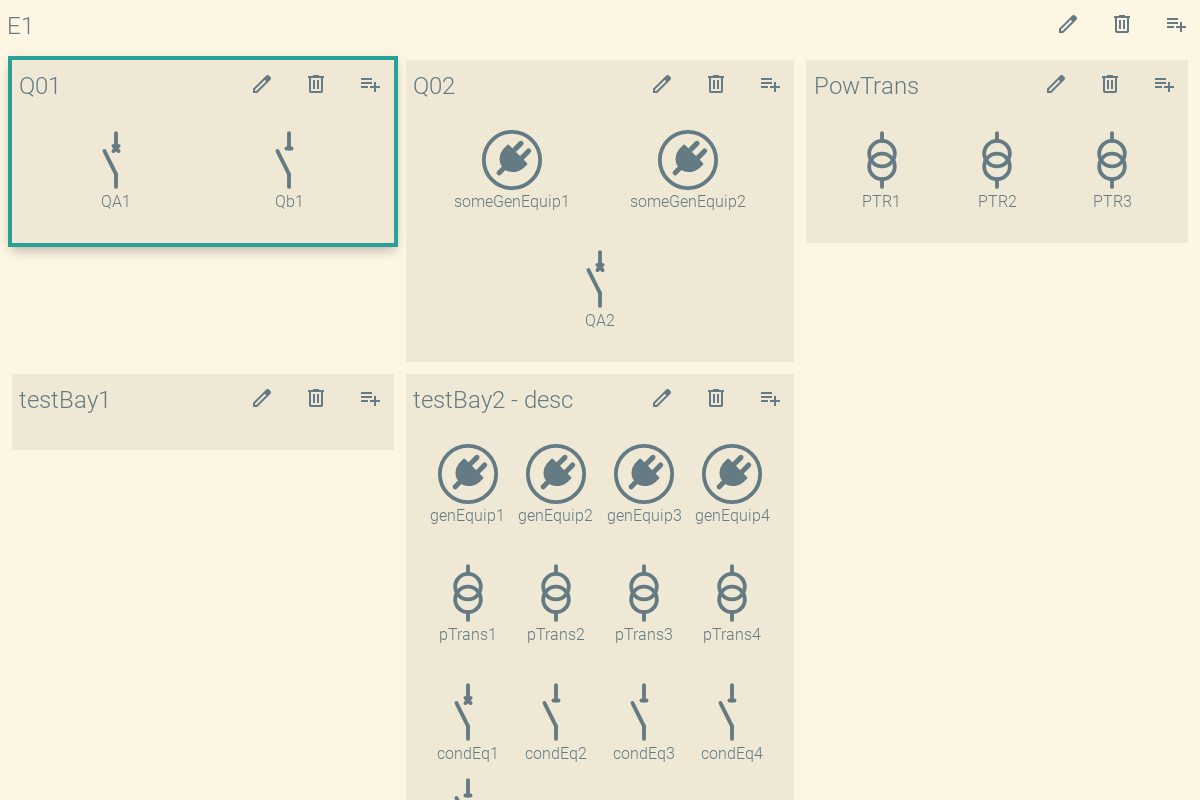 E1
Q01
QA1 Qb1
Q02
someGenEquip1 someGenEquip2
QA2
PowTrans
PTR1 PTR2 PTR3
testBay1
testBay2 - desc
genEquip1 genEquip2 genEquip3 genEquip4
pTrans1 pTrans2 pTrans3 pTrans4
condEq1 condEq2 condEq3 condEq4